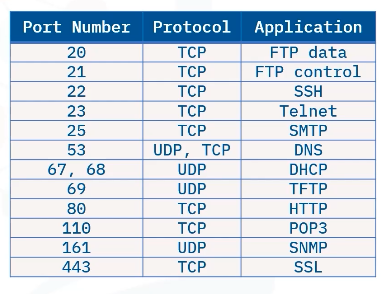 Port Number Protocol Application
20 TCP FTP data
21 TCP FTP control
22 TCP SSH
23 TCP Telnet
25 TCP SMTP
53 UDP, TCP DNS
67, 68 UDP DHCP
69 UDP TFTP
80 TCP HTTP
110 TCP POP3
161 UDP SNMP
443 TCP SSL